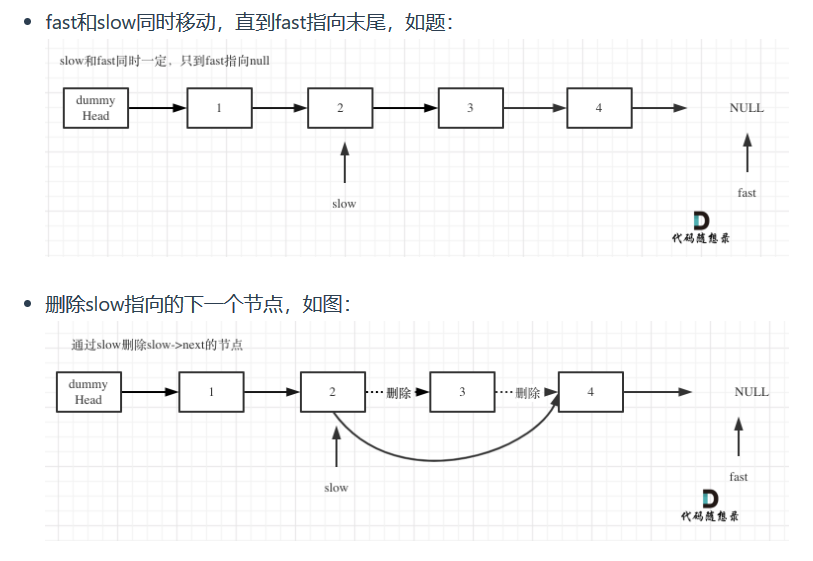 fast和slow同时移动，直到fast指向末尾，如题：
slow和fast同时一定，只到fast指向null
dummy
Head
1
2
3
4
NULL
slow
fast
代码随想录
删除slow指向的下一个节点，如图：
通过slow删除slow->next的节点
dummy
Head
1
2
删除
3
删除
4
NULL
slow
fast
代码随想录